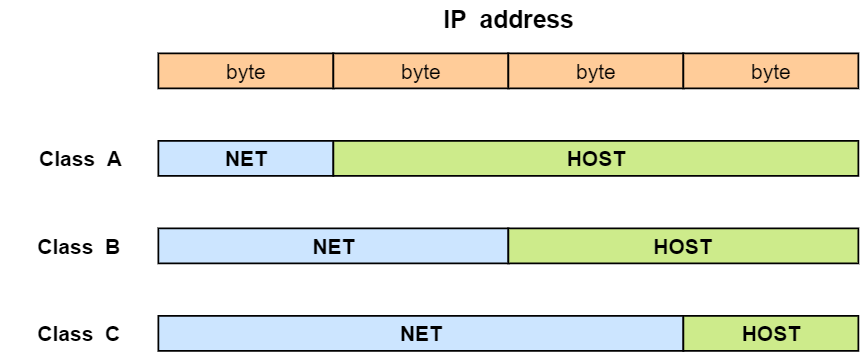 IP address
byte byte byte byte
Class A NET HOST
Class B NET HOST
Class C NET HOST